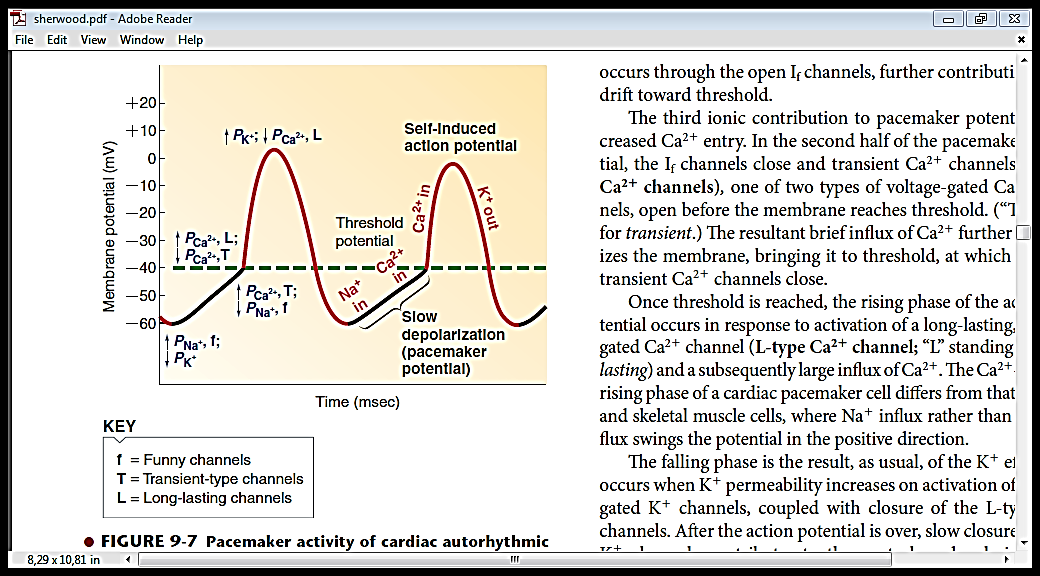 sherwood.pdf - Adobe Reader
File Edit View Window Help
+20
+10
0
−10
−20
−30
−40
−50
−60
Membrane potential (mV)
↑ PK+; ↓ PCa2+, L
Self-induced
action potential
Ca2+ in
K+ out
↑ PCa2+, L;
↓ PCa2+, T
Threshold
potential
Ca2+
in
Na+
in
↑ PCa2+, T;
↓ PNa+, f
Slow
depolarization
(pacemaker
potential)
↑ PNa+, f;
↓ PK+
Time (msec)
KEY
f = Funny channels
T = Transient-type channels
L = Long-lasting channels
● FIGURE 9-7 Pacemaker activity of cardiac autorhythmic
occurs through the open If channels, further contributi
drift toward threshold.
The third ionic contribution to pacemaker potent
creased Ca2+ entry. In the second half of the pacemake
tial, the If channels close and transient Ca2+ channels
Ca2+ channels), one of two types of voltage-gated Ca
nels, open before the membrane reaches threshold. (“T
for transient.) The resultant brief influx of Ca2+ further
izes the membrane, bringing it to threshold, at which
transient Ca2+ channels close.
Once threshold is reached, the rising phase of the ac
tential occurs in response to activation of a long-lasting,
gated Ca2+ channel (L-type Ca2+ channel; “L” standing
lasting) and a subsequently large influx of Ca2+. The Ca2+-
rising phase of a cardiac pacemaker cell differs from that
and skeletal muscle cells, where Na+ influx rather than
flux swings the potential in the positive direction.
The falling phase is the result, as usual, of the K+ ef
occurs when K+ permeability increases on activation of
gated K+ channels, coupled with closure of the L-ty
channels. After the action potential is over, slow closure
8,29 x 10,81 in